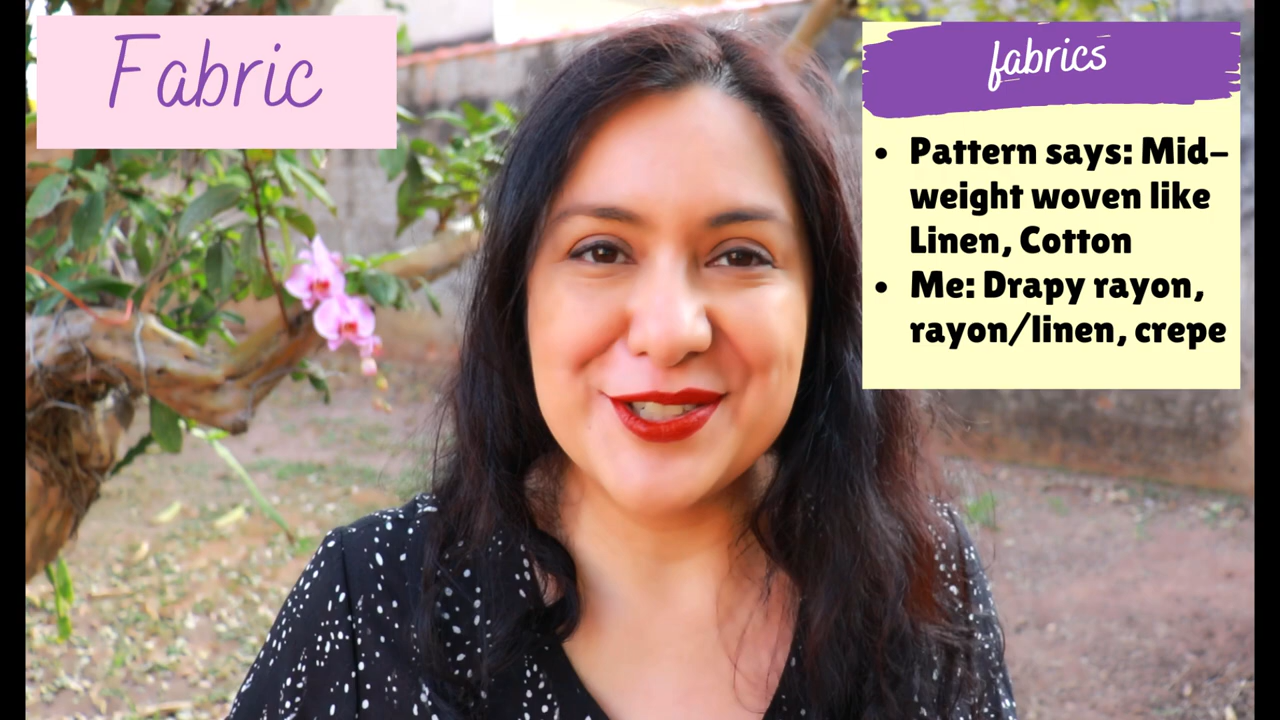 Fabric
fabrics
• Pattern says: Mid-
weight woven like
Linen, Cotton
• Me: Drapy rayon,
rayon/linen, crepe